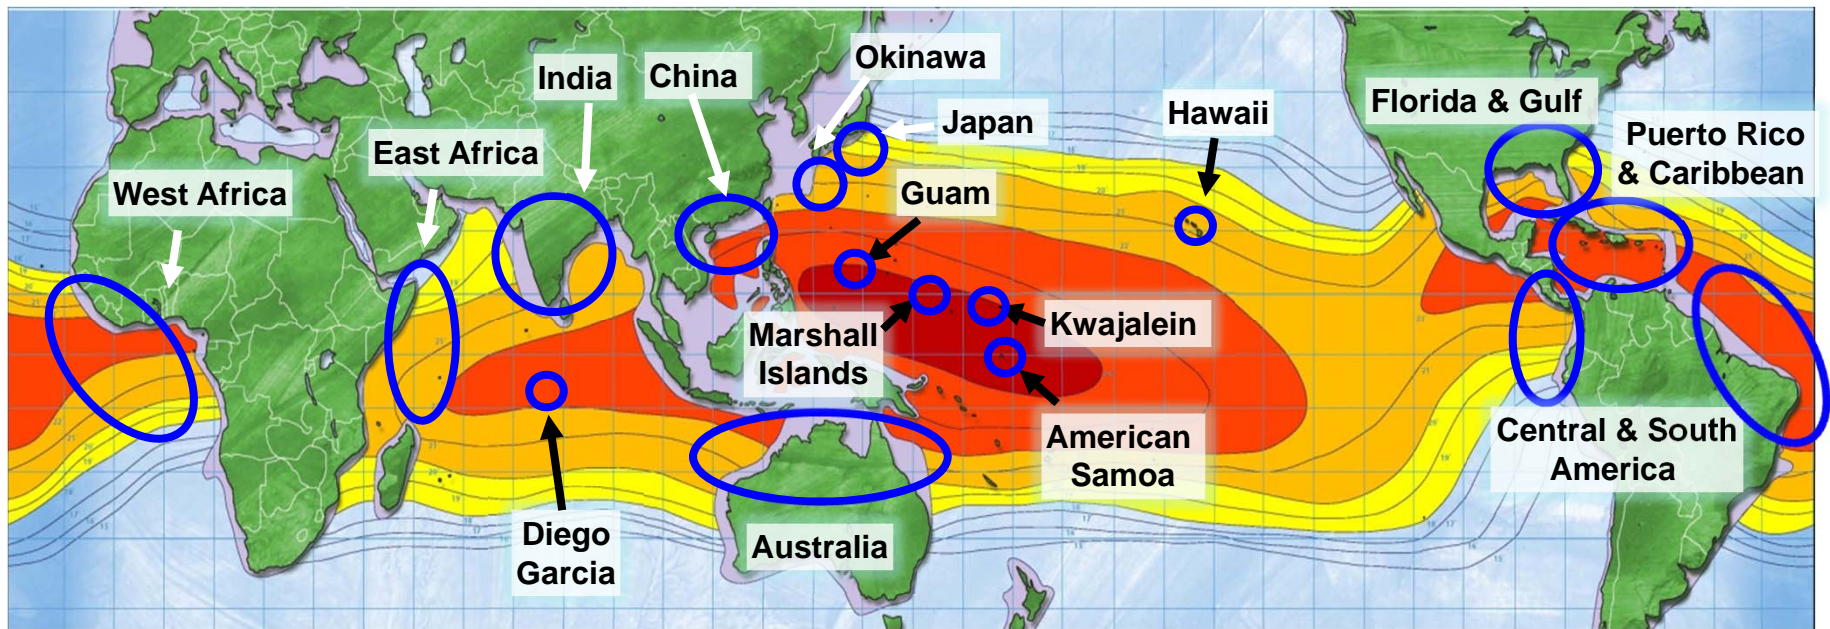 Okinawa
India
China
Florida & Gulf
Hawaii
Japan
Puerto Rico
& Caribbean
East Africa
West Africa
Guam
Marshall
Islands
Kwajalein
American
Samoa
Central & South
America
Diego
Garcia
Australia